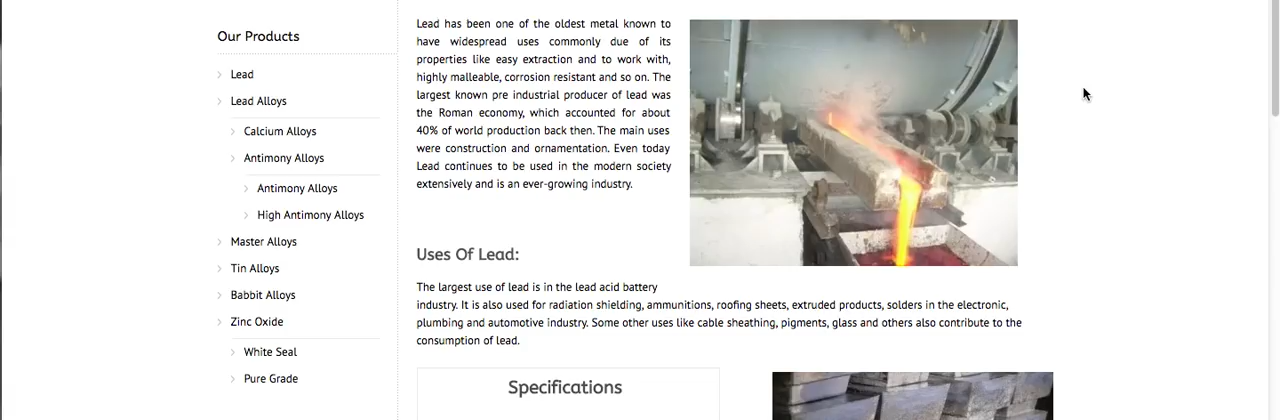 Our Products
Lead
Lead Alloys
Calcium Alloys
Antimony Alloys
Antimony Alloys
High Antimony Alloys
Master Alloys
Tin Alloys
Babbit Alloys
Zinc Oxide
White Seal
Pure Grade
Lead has been one of the oldest metal known to
have widespread uses commonly due of its
properties like easy extraction and to work with,
highly malleable, corrosion resistant and so on. The
largest known pre industrial producer of lead was
the Roman economy, which accounted for about
40% of world production back then. The main uses
were construction and ornamentation. Even today
Lead continues to be used in the modern society
extensively and is an ever-growing industry.
Uses Of Lead:
The largest use of lead is in the lead acid battery
industry. It is also used for radiation shielding, ammunitions, roofing sheets, extruded products, solders in the electronic,
plumbing and automotive industry. Some other uses like cable sheathing, pigments, glass and others also contribute to the
consumption of lead.
Specifications